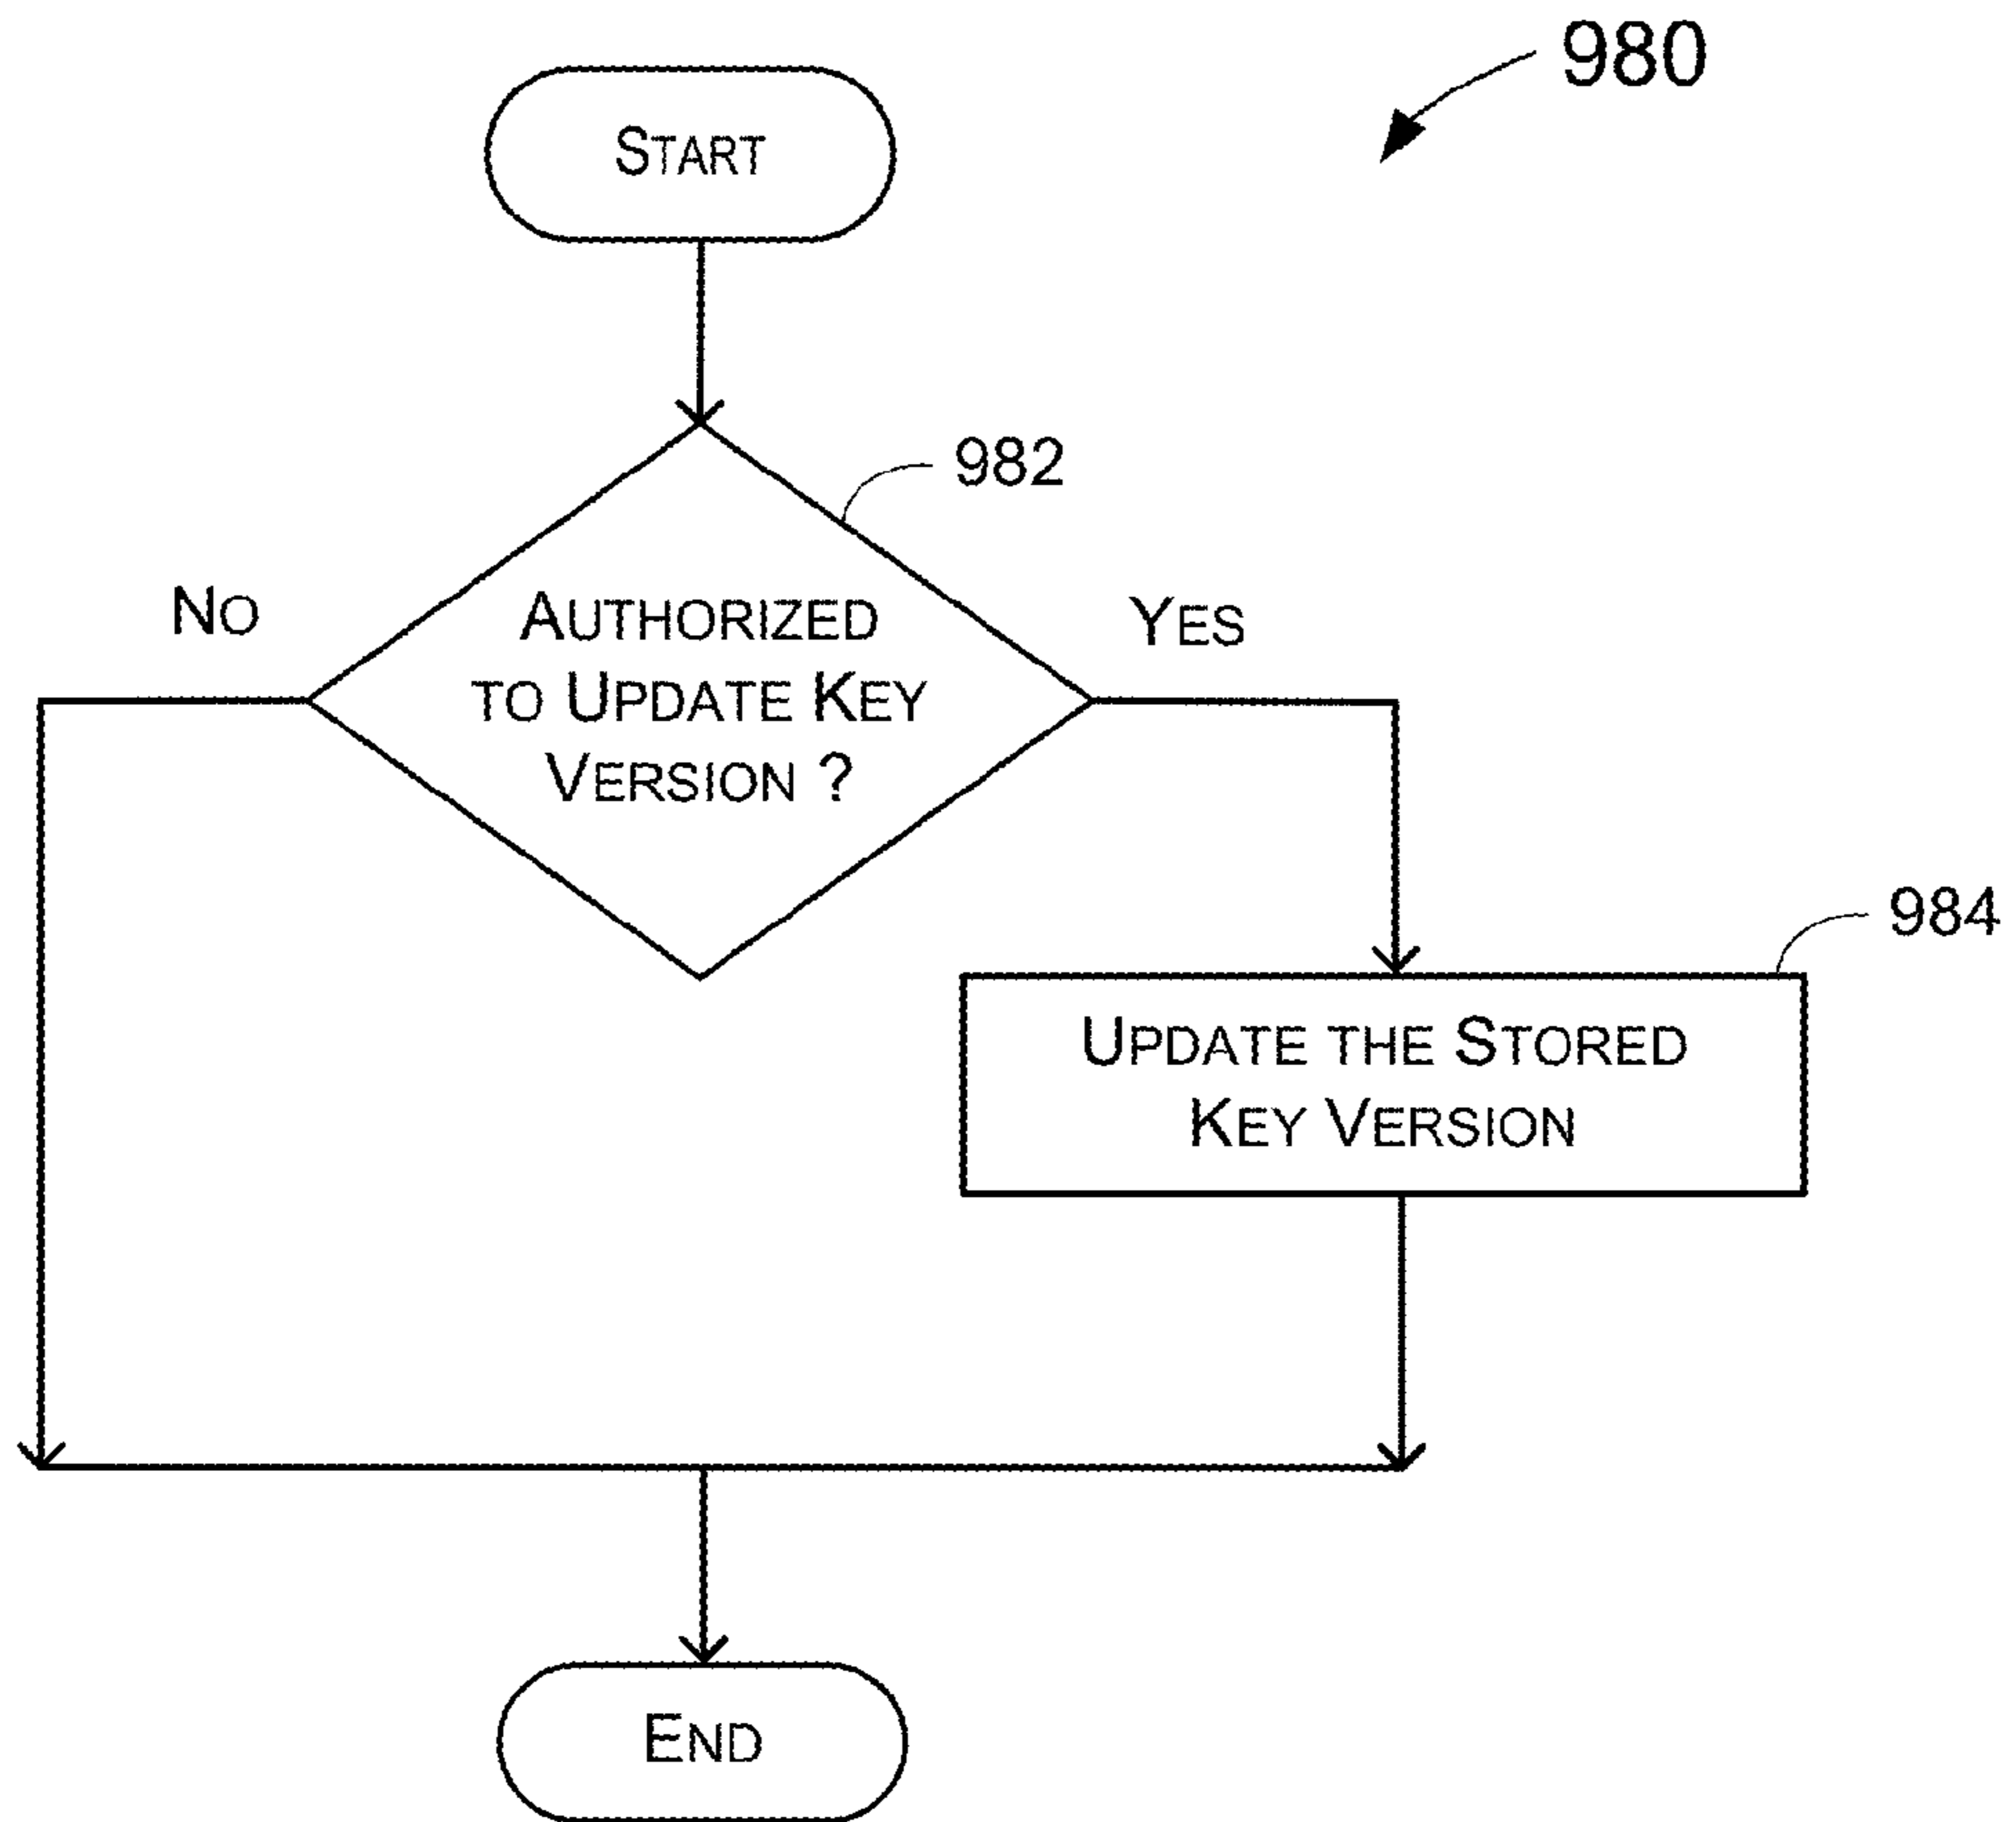 980
START
982
NO
YES
AUTHORIZED
TO UPDATE KEY
VERSION ?
984
UPDATE THE STORED
KEY VERSION
END